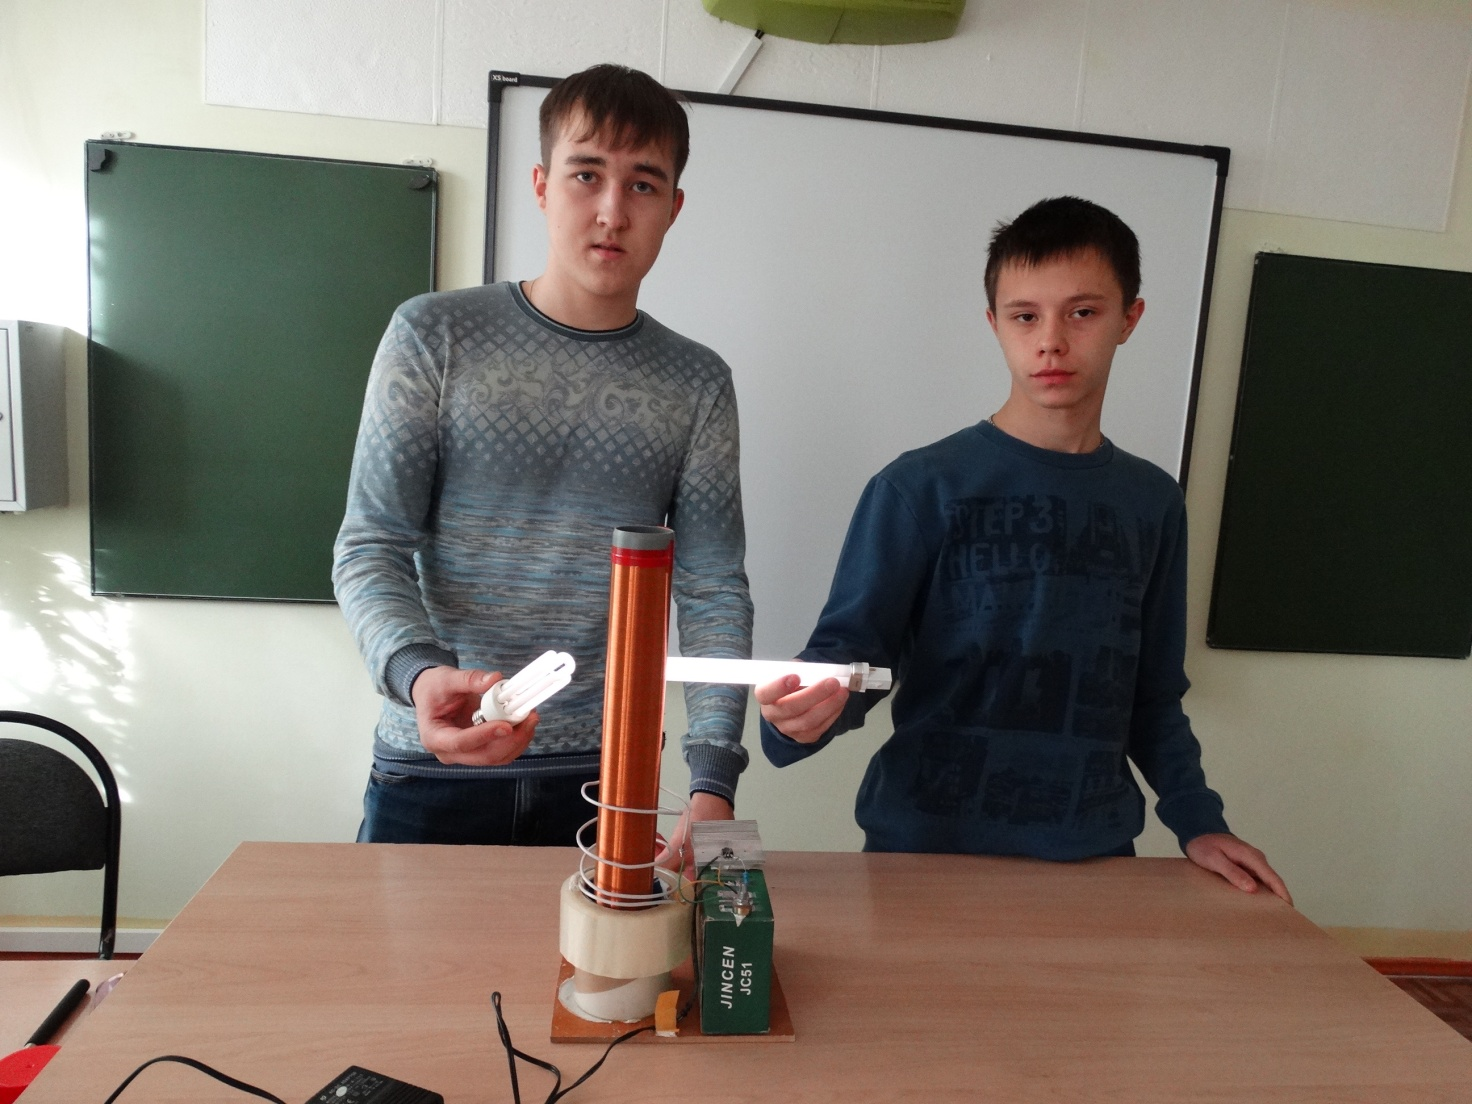 XS board
STEP 3
HELLO
JINCEN
JC51